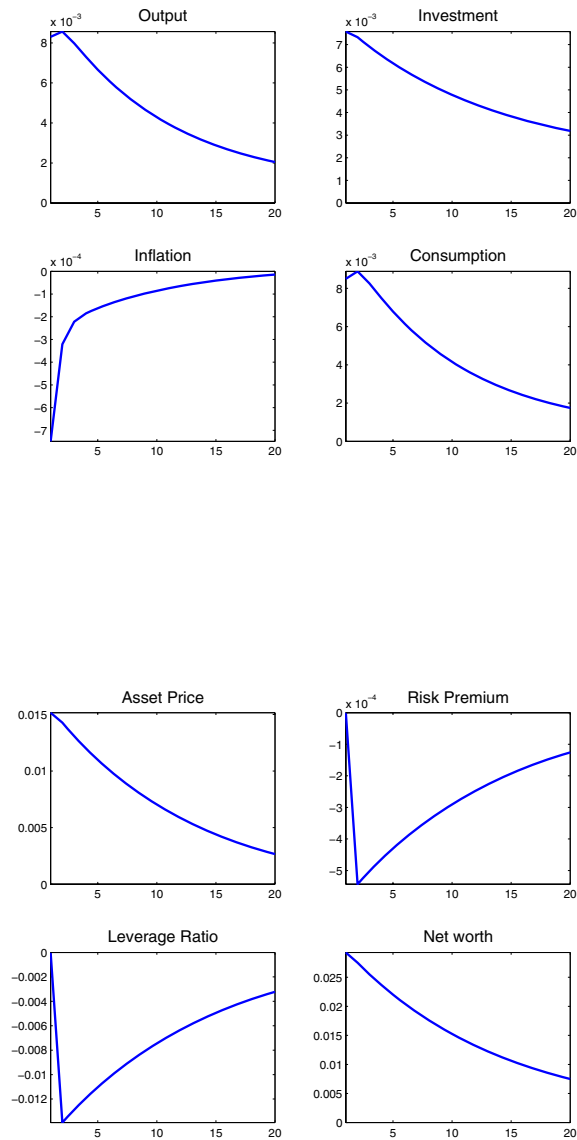 Output
x 10⁻³
8
6
4
2
0
5 10 15 20
Investment
x 10⁻³
7
6
5
4
3
2
1
0
5 10 15 20
Inflation
x 10⁻⁴
0
−1
−2
−3
−4
−5
−6
−7
5 10 15 20
Consumption
x 10⁻³
8
6
4
2
0
5 10 15 20
Asset Price
0.015
0.01
0.005
0
5 10 15 20
Risk Premium
x 10⁻⁴
0
−1
−2
−3
−4
−5
5 10 15 20
Leverage Ratio
0
−0.002
−0.004
−0.006
−0.008
−0.01
−0.012
5 10 15 20
Net worth
0.025
0.02
0.015
0.01
0.005
0
5 10 15 20